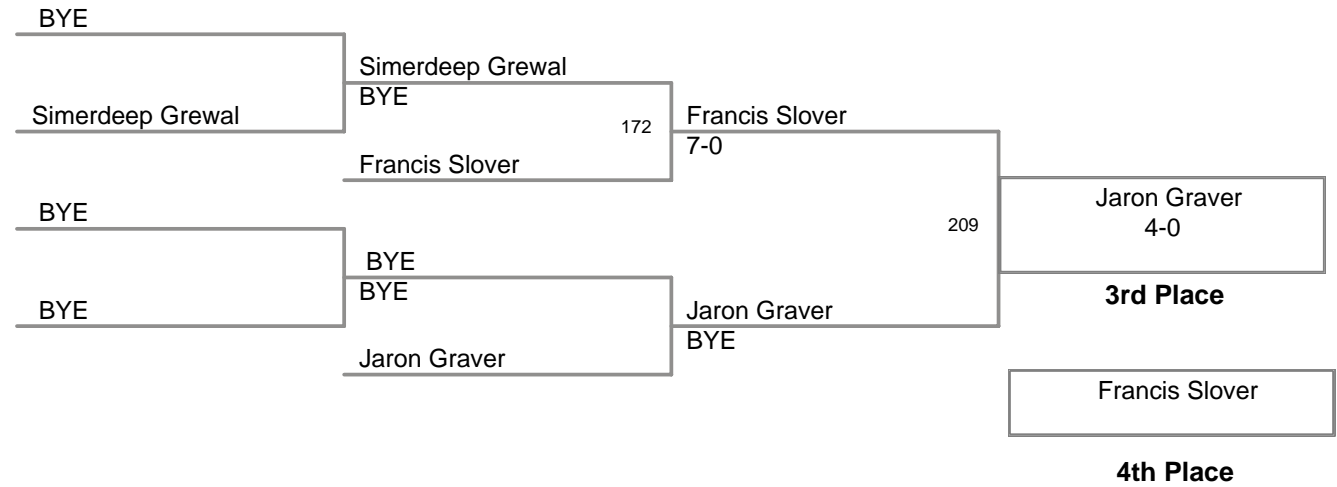 BYE
Simerdeep Grewal
BYE
Simerdeep Grewal
172
Francis Slover
7-0
Francis Slover
BYE
209
Jaron Graver
4-0
BYE
BYE
3rd Place
BYE
Jaron Graver
BYE
Jaron Graver
Francis Slover
4th Place